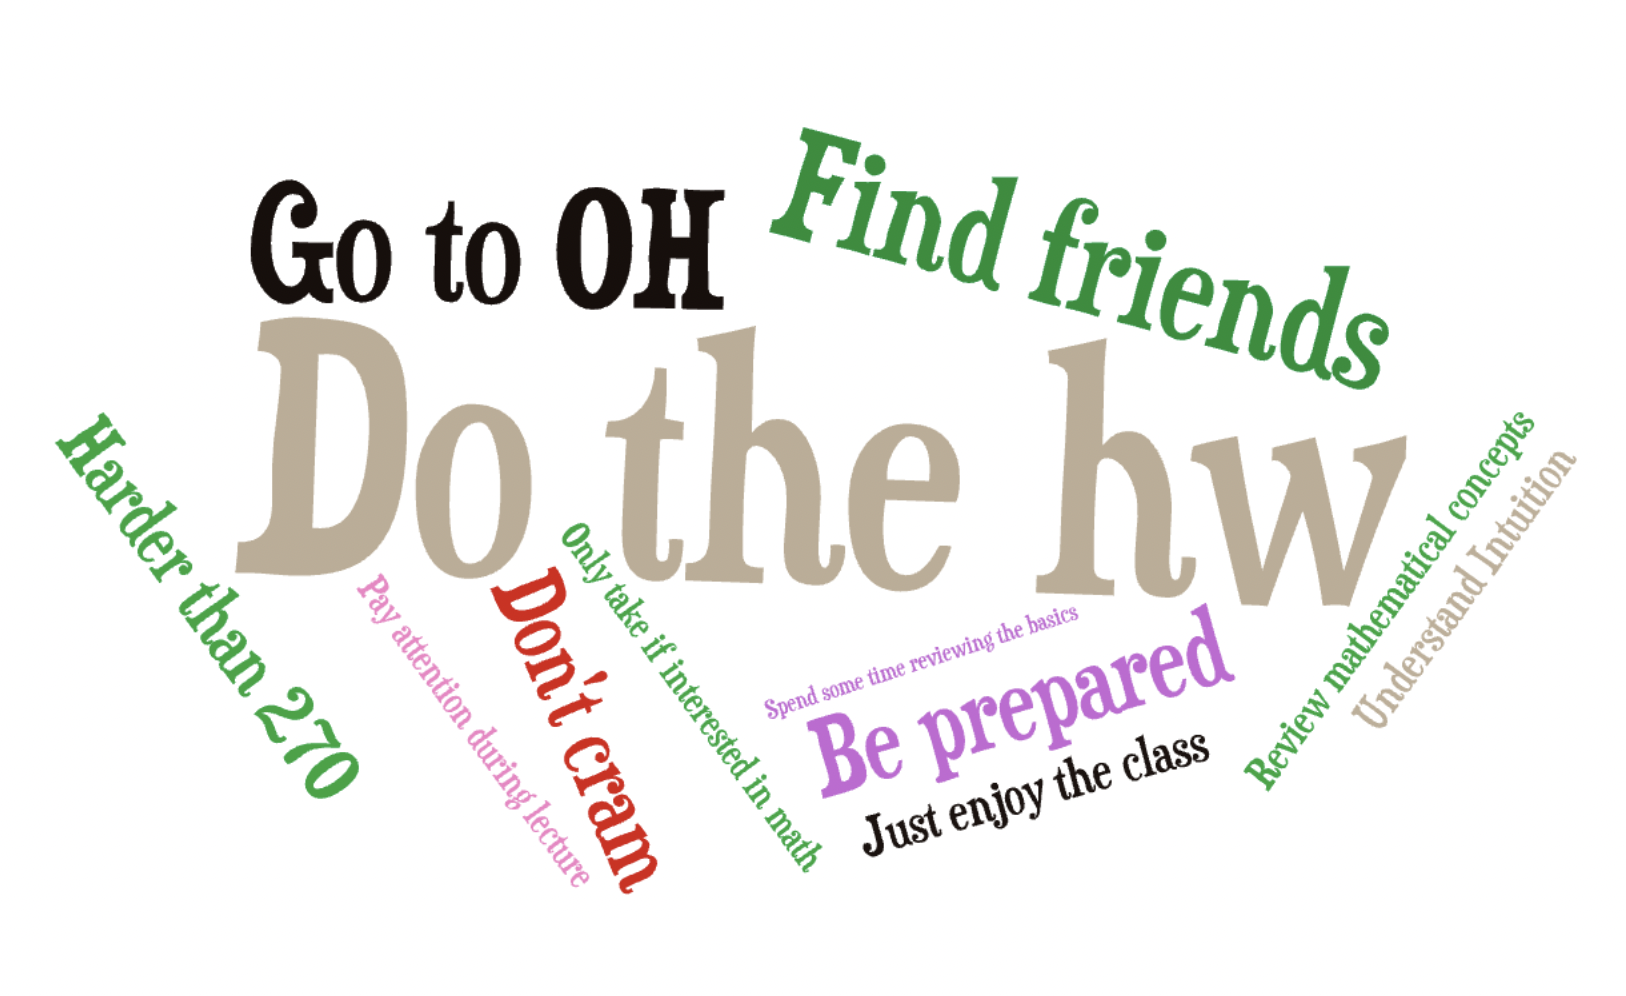 Go to OH
Find friends
Do the hw
Harder than 270
Pay attention during lecture
Don't cram
Only take if interested in math
Spend some time reviewing the basics
Be prepared
Just enjoy the class
Review mathematical concepts
Understand Intuition